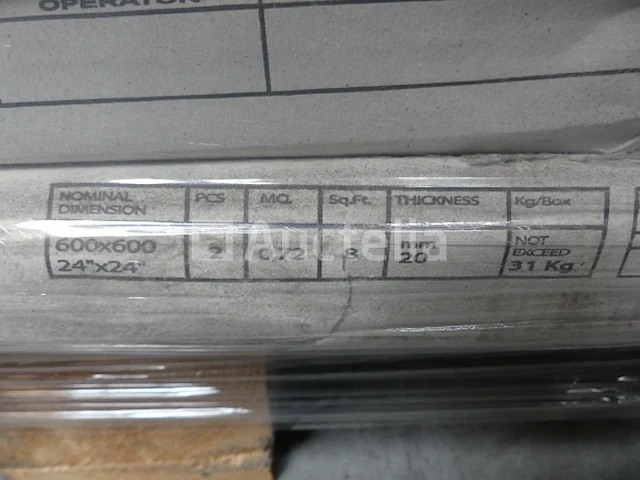 OPERATOR
NOMINAL DIMENSION PCS MQ. Sq.Ft. THICKNESS Kg/Box
600x600 24"x24" 2 0,72 8 mm 20 NOT EXCEED 31 Kg
Auctelia